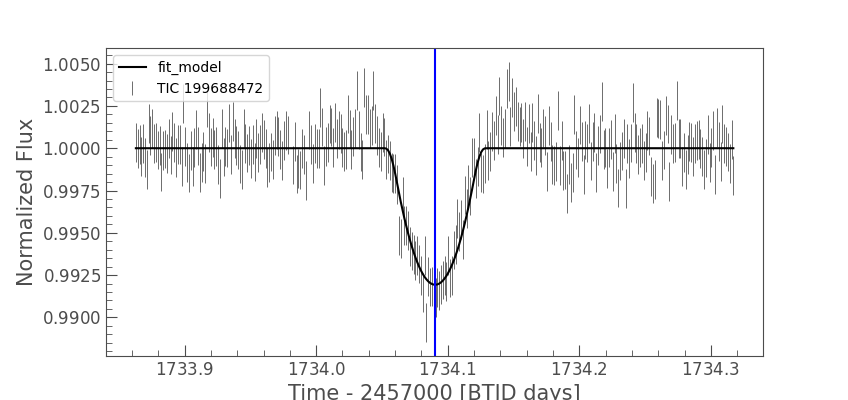 fit_model
TIC 199688472
1.0050
1.0025
1.0000
0.9975
0.9950
0.9925
0.9900
Normalized Flux
1733.9 1734.0 1734.1 1734.2 1734.3
Time - 2457000 [BTJD days]